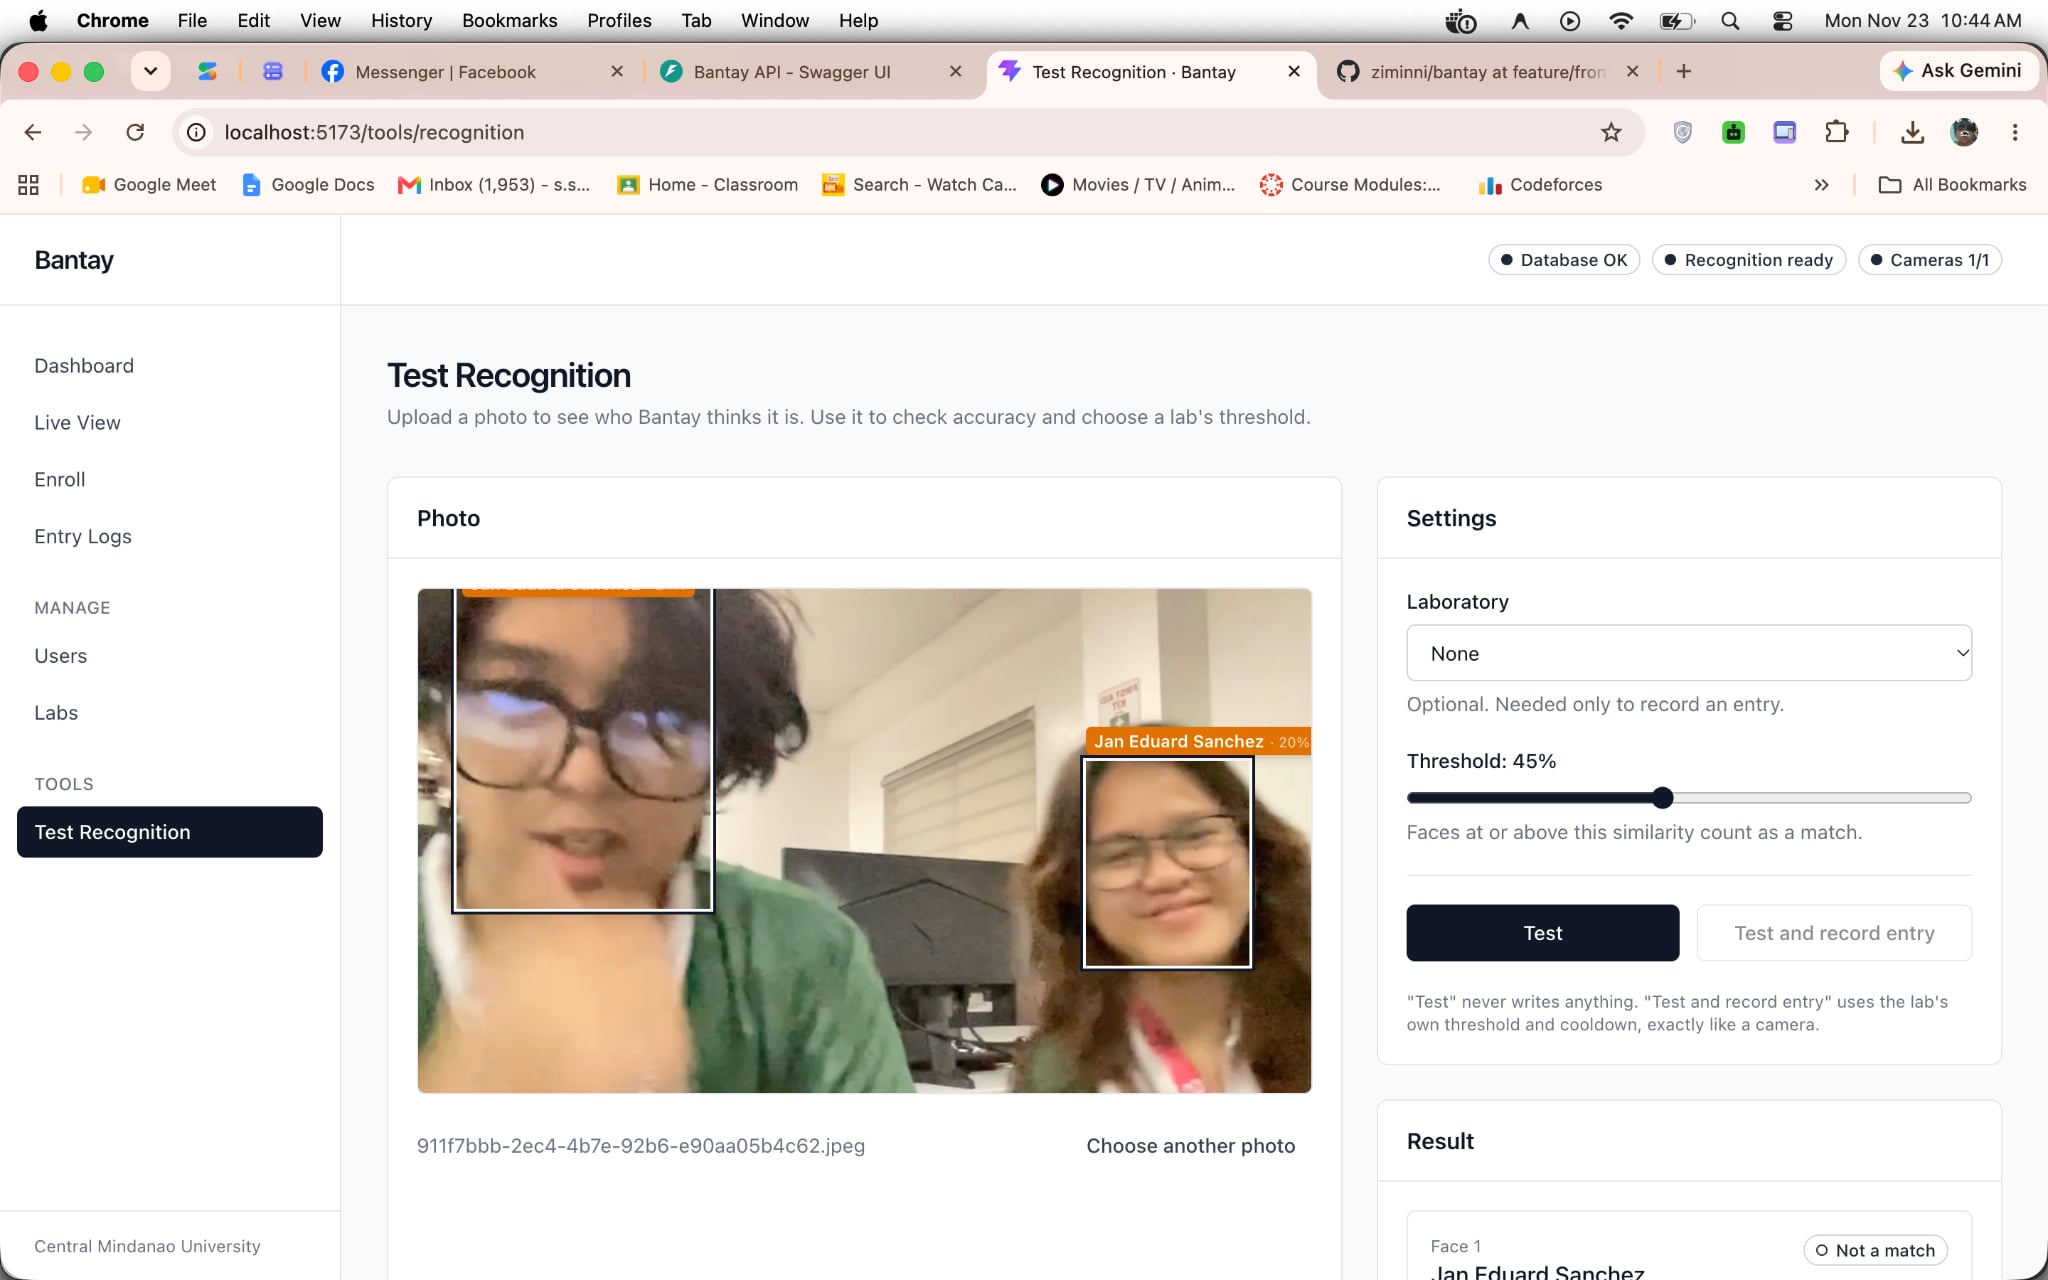 Chrome File Edit View History Bookmarks Profiles Tab Window Help Mon Nov 23 10:44 AM
Messenger | Facebook Bantay API - Swagger UI Test Recognition · Bantay ziminni/bantay at feature/fron Ask Gemini
localhost:5173/tools/recognition
Google Meet Google Docs Inbox (1,953) - s.s... Home - Classroom Search - Watch Ca... Movies / TV / Anim... Course Modules:... Codeforces All Bookmarks
Bantay
Database OK Recognition ready Cameras 1/1
Dashboard
Live View
Enroll
Entry Logs
MANAGE
Users
Labs
TOOLS
Test Recognition
Central Mindanao University
Test Recognition
Upload a photo to see who Bantay thinks it is. Use it to check accuracy and choose a lab's threshold.
Photo
FIRST AID
KIT
Jan Eduard Sanchez · 20%
911f7bbb-2ec4-4b7e-92b6-e90aa05b4c62.jpeg
Choose another photo
Settings
Laboratory
None
Optional. Needed only to record an entry.
Threshold: 45%
Faces at or above this similarity count as a match.
Test Test and record entry
"Test" never writes anything. "Test and record entry" uses the lab's
own threshold and cooldown, exactly like a camera.
Result
Face 1
Not a match
Jan Eduard Sanchez